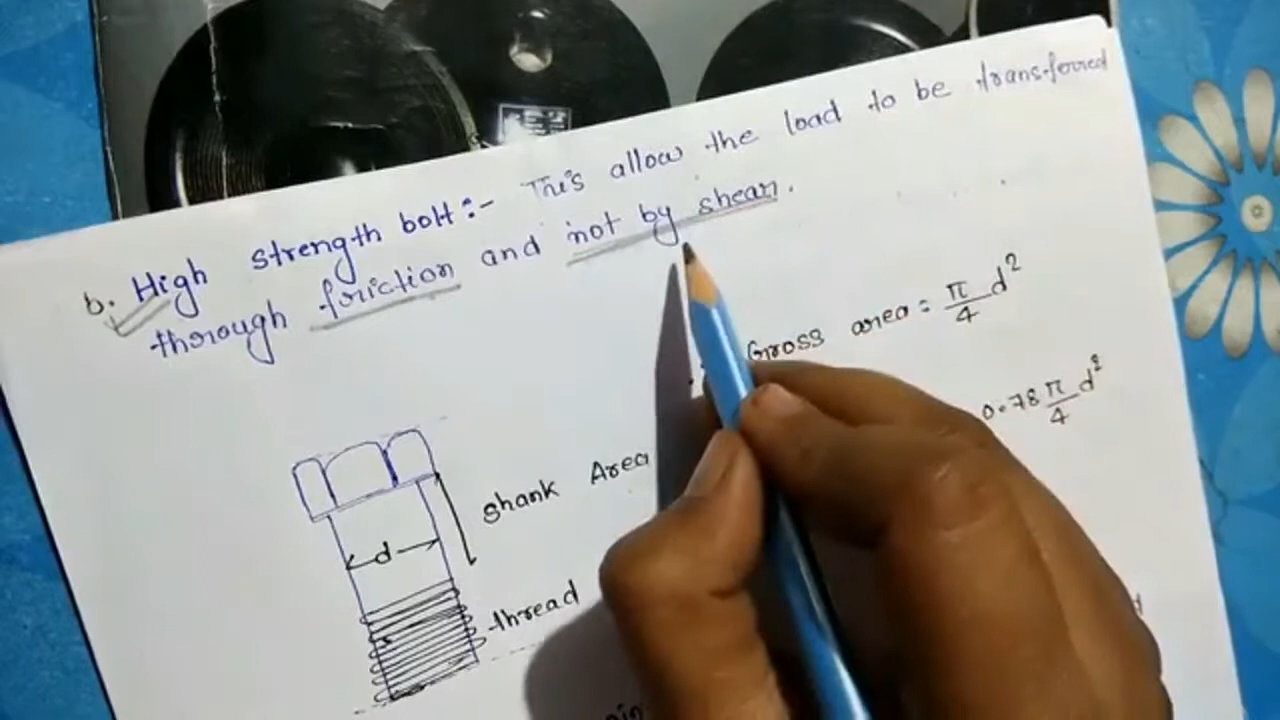 b. High strength bolt :- This allow the load to be transferred
through friction and not by shear.
Gross area = π/4 d²
Shank Area
0.78 π/4 d²
d
thread